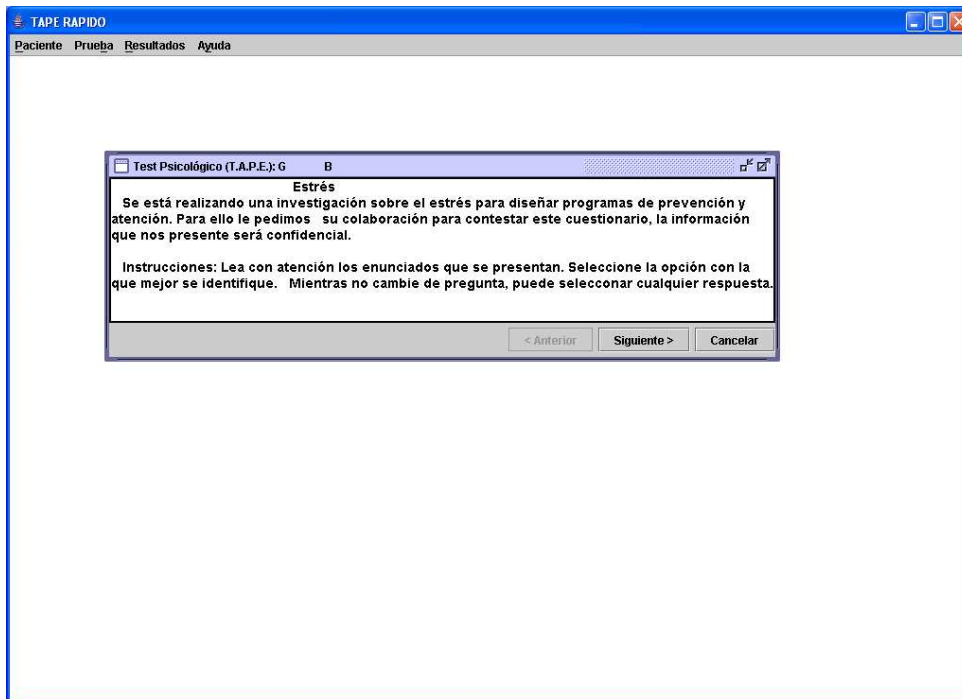 TAPE RAPIDO
Paciente Prueba Resultados Ayuda
Test Psicológico (T.A.P.E.): G B
Estrés
Se está realizando una investigación sobre el estrés para diseñar programas de prevención y
atención. Para ello le pedimos su colaboración para contestar este cuestionario, la información
que nos presente será confidencial.
Instrucciones: Lea con atención los enunciados que se presentan. Seleccione la opción con la
que mejor se identifique. Mientras no cambie de pregunta, puede selecconar cualquier respuesta.
< Anterior Siguiente > Cancelar